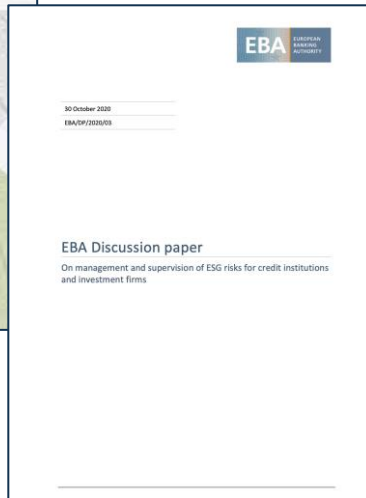 EBA EUROPEAN
BANKING
AUTHORITY
30 October 2020
EBA/DP/2020/03
EBA Discussion paper
On management and supervision of ESG risks for credit institutions
and investment firms